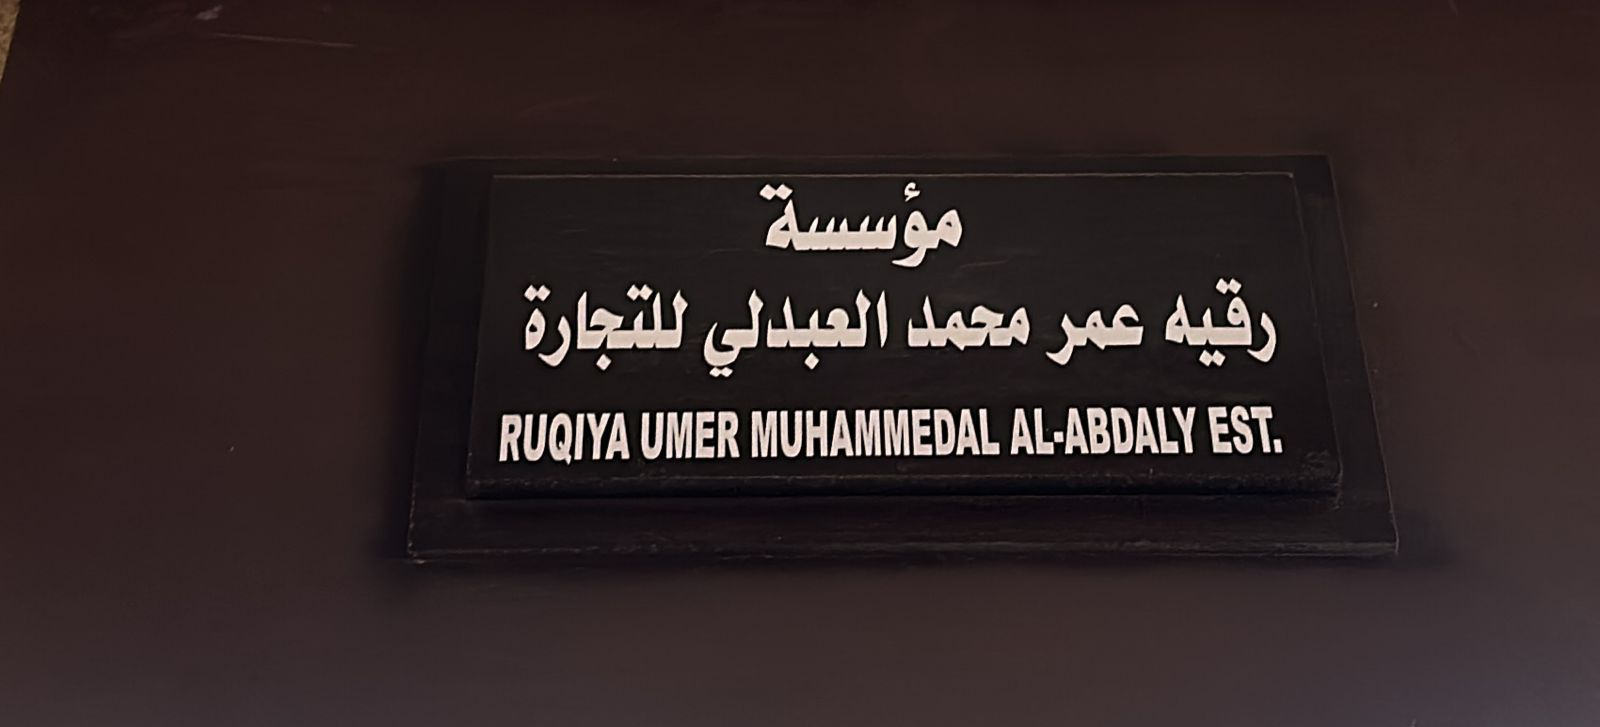 مؤسسة
رقيه عمر محمد العبدلي للتجارة
RUQIYA UMER MUHAMMEDAL AL-ABDALY EST.